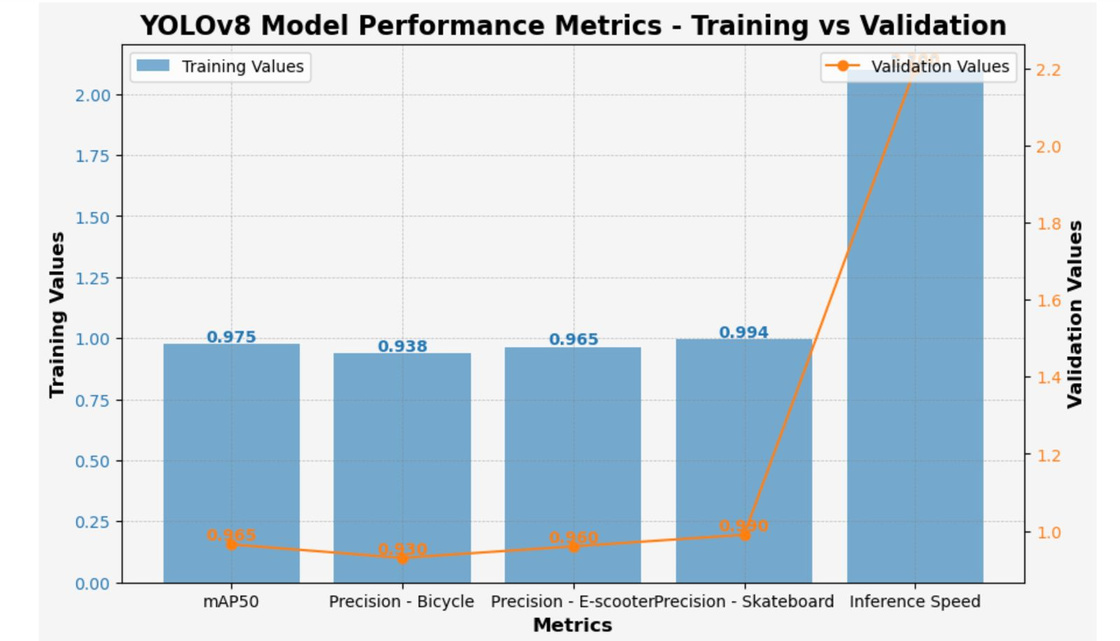 YOLOv8 Model Performance Metrics - Training vs Validation
Training Values
Validation Values
Training Values
2.00
1.75
1.50
1.25
1.00
0.75
0.50
0.25
0.00
0.975
0.938
0.965
0.994
0.965
0.930
0.960
0.990
2.2
2.0
1.8
1.6
1.4
1.2
1.0
Validation Values
mAP50
Precision - Bicycle
Precision - E-scooter
Precision - Skateboard
Inference Speed
Metrics